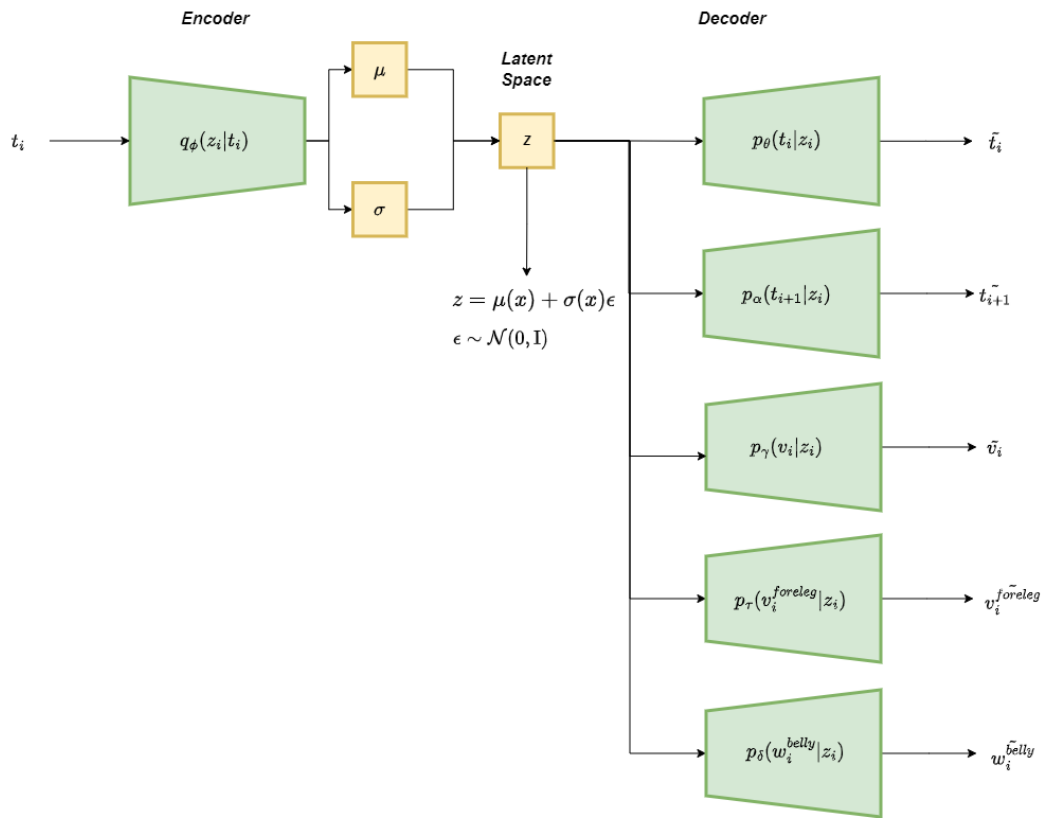 Encoder
Decoder
Latent
Space
t_i
q_ϕ(z_i|t_i)
μ
σ
z
z = μ(x) + σ(x)ϵ
ϵ ∼ 𝒩(0, I)
p_θ(t_i|z_i)
t̃_i
p_α(t_{i+1}|z_i)
t̃_{i+1}
p_γ(v_i|z_i)
ṽ_i
p_τ(v_i^{foreleg}|z_i)
ṽ_i^{foreleg}
p_δ(w_i^{belly}|z_i)
w̃_i^{belly}